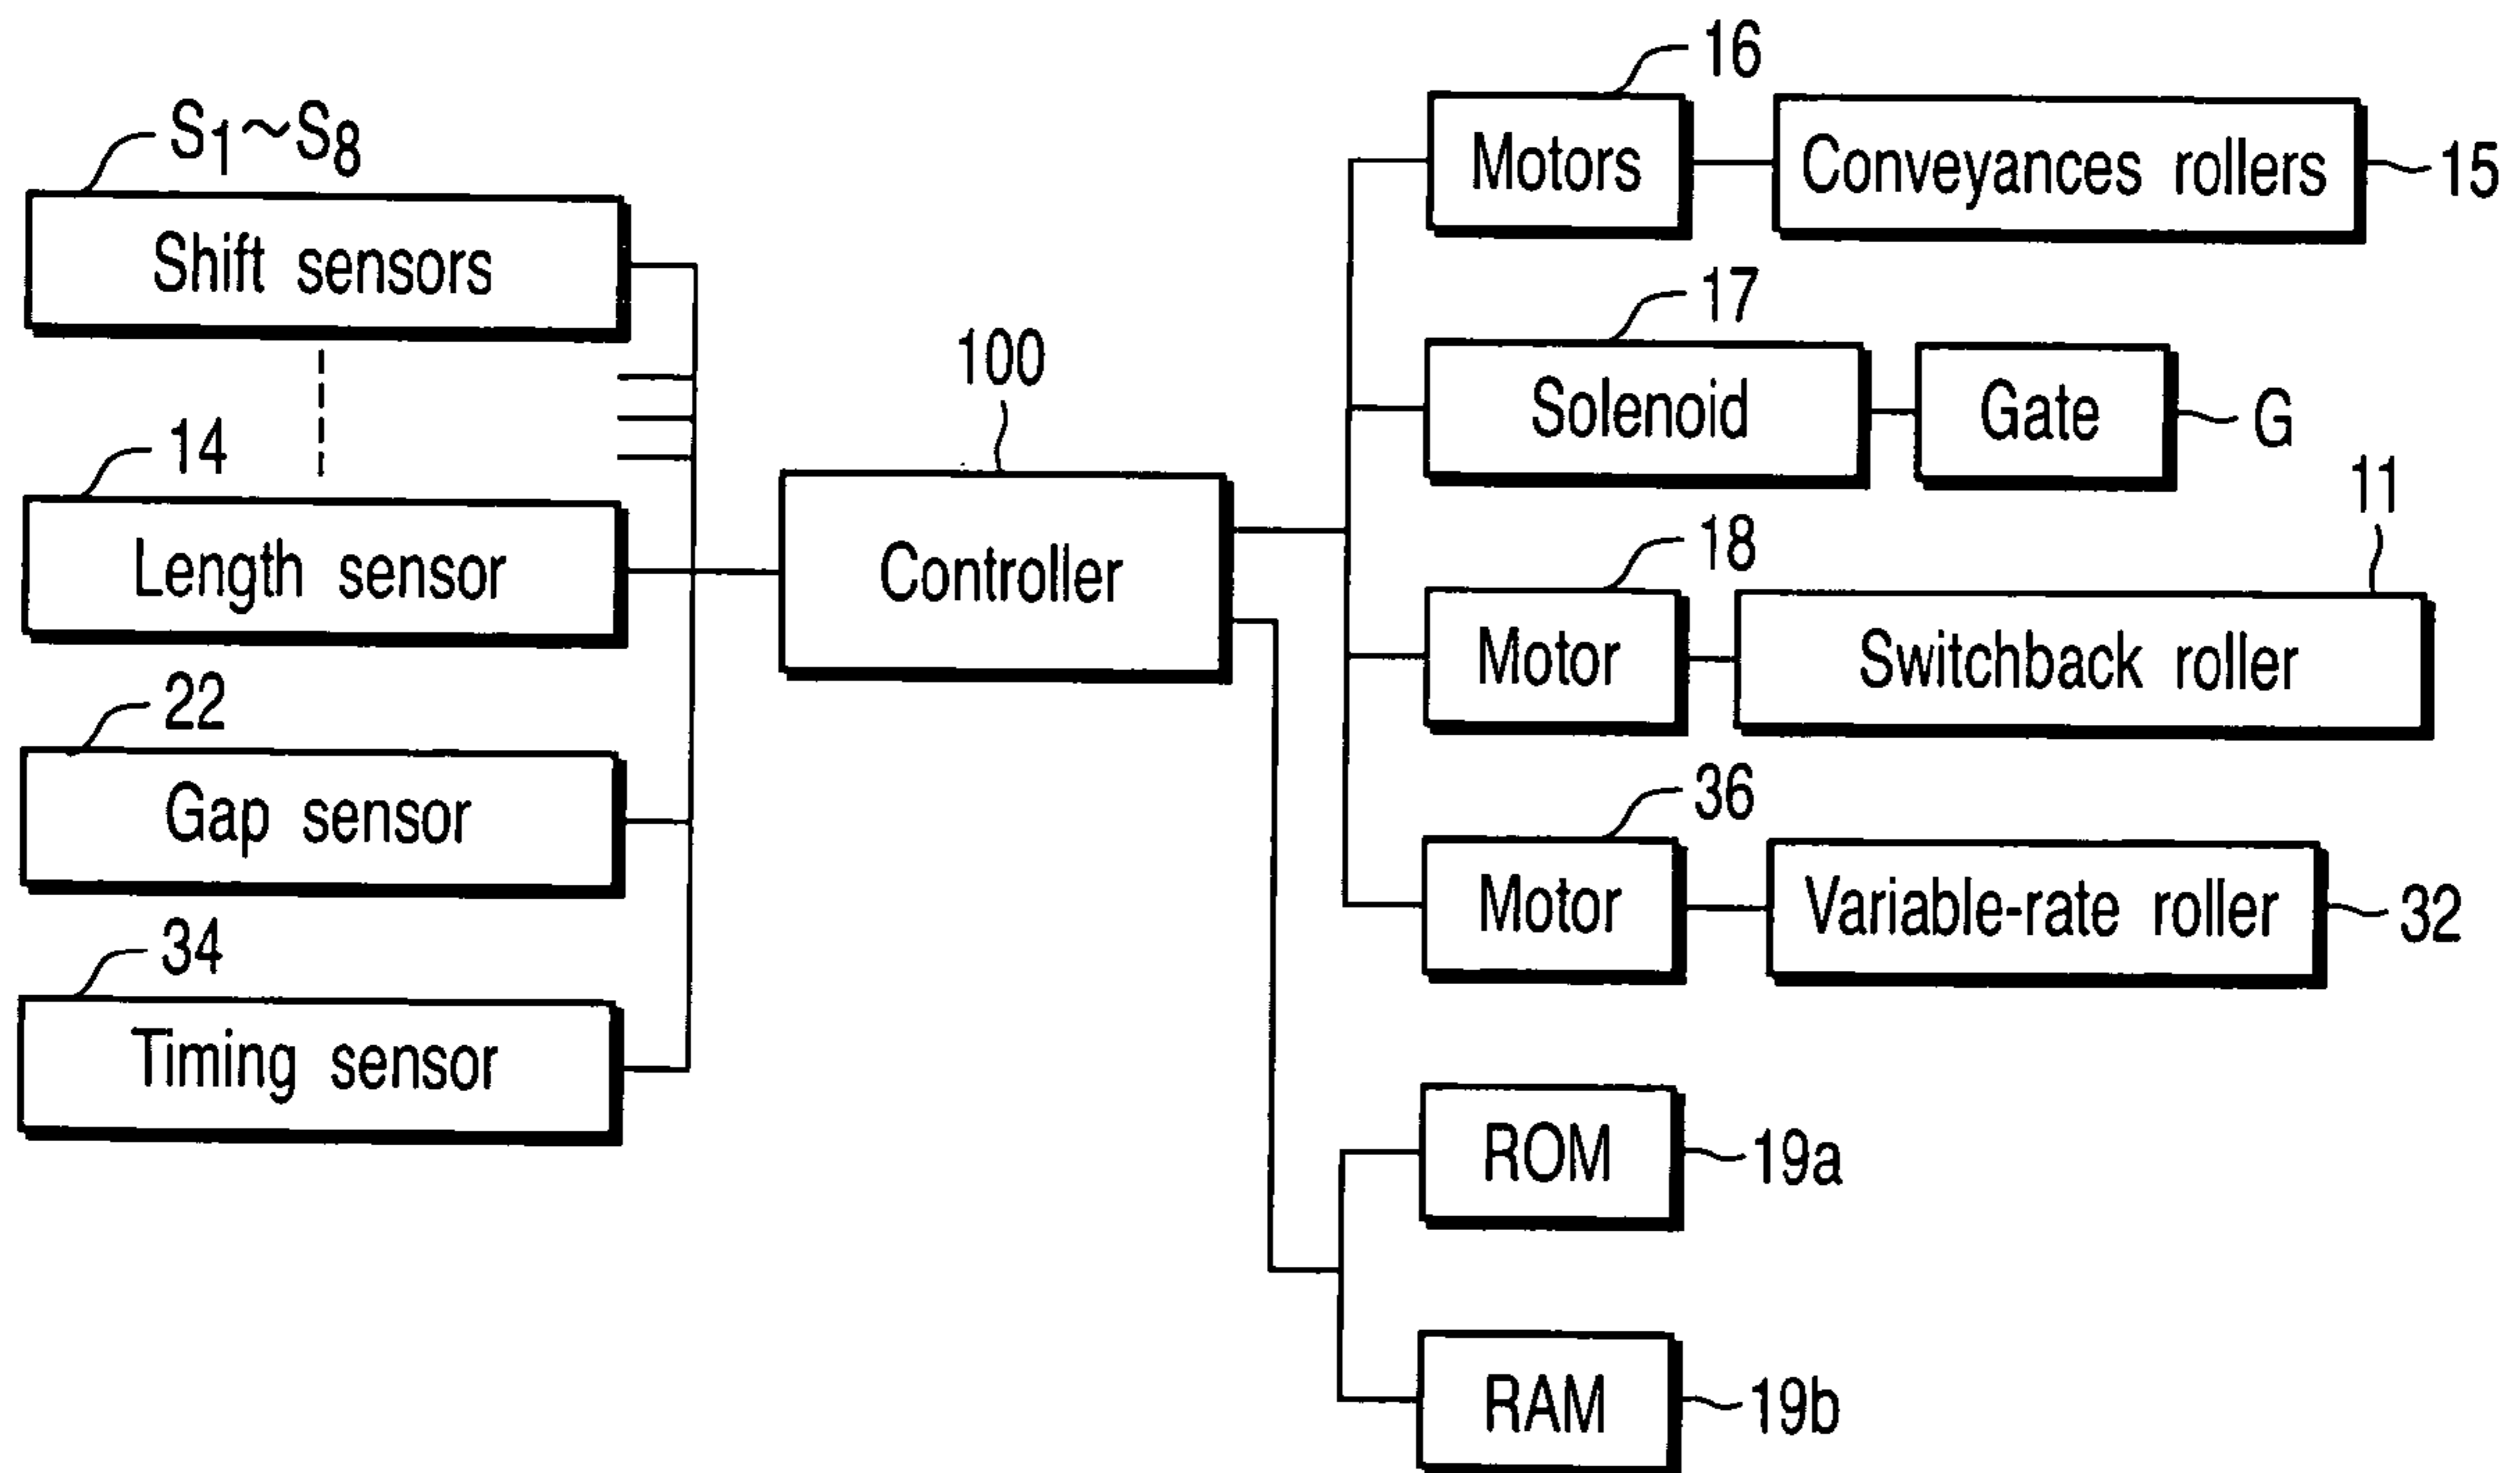 S1~S8
Shift sensors
14
Length sensor
22
Gap sensor
34
Timing sensor
100
Controller
16
Motors
Conveyances rollers
15
17
Solenoid
Gate
G
18
Motor
11
Switchback roller
36
Motor
Variable-rate roller
32
ROM
19a
RAM
19b